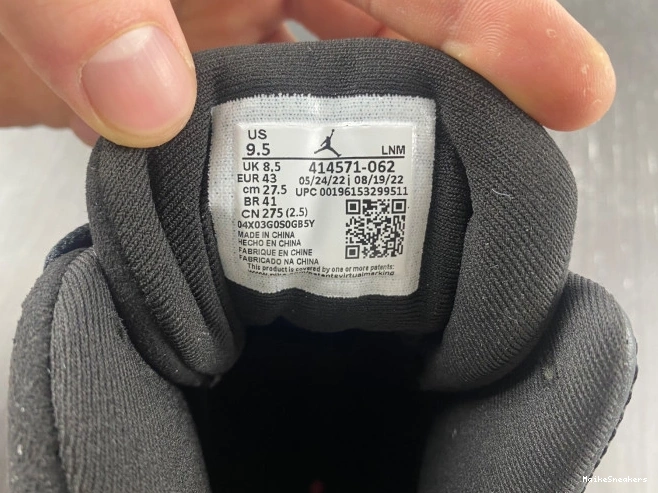 US
9.5
LNM
UK 8,5
414571-062
EUR 43
05/24/22 | 08/19/22
cm 27.5
UPC 00196153299511
BR 41
CN 275 (2.5)
04X03G0S0GB5Y
MADE IN CHINA
HECHO EN CHINA
FABRIQUE EN CHINE
FABRICADO NA CHINA
This product is covered by one or more patents:
MaikeSneakers